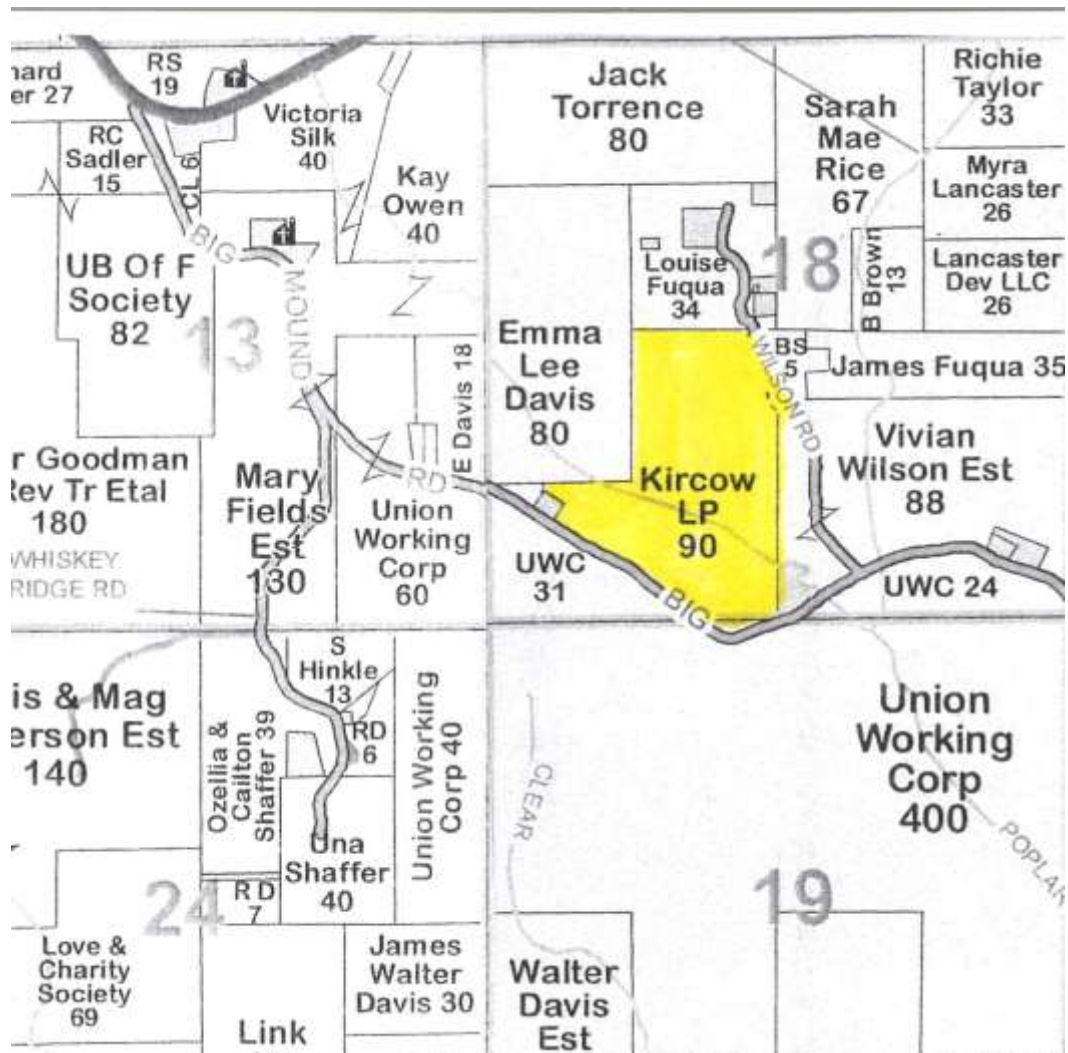 nard
er 27
RS
19
Victoria
Silk
40
RC
Sadler
15
CL 6
Kay
Owen
40
Jack
Torrence
80
Sarah
Mae
Rice
67
Richie
Taylor
33
Myra
Lancaster
26
Lancaster
Dev LLC
26
B Brown
13
18
Louise
Fuqua
34
UB Of F
Society
82
13
BIG
MOUND
RD
Emma
Lee
Davis
80
E Davis 18
WILSON RD
BS
5
James Fuqua 35
Vivian
Wilson Est
88
Kircow
LP
90
r Goodman
Rev Tr Etal
180
WHISKEY
RIDGE RD
Mary
Fields
Est
130
Union
Working
Corp
60
UWC
31
BIG
UWC 24
is & Mag
erson Est
140
S
Hinkle
13
RD
6
Ozellia &
Cailton
Shaffer 39
Union Working
Corp 40
Una
Shaffer
40
R D
7
24
CLEAR
Union
Working
Corp
400
POPLAR
19
Love &
Charity
Society
69
James
Walter
Davis 30
Link
Walter
Davis
Est